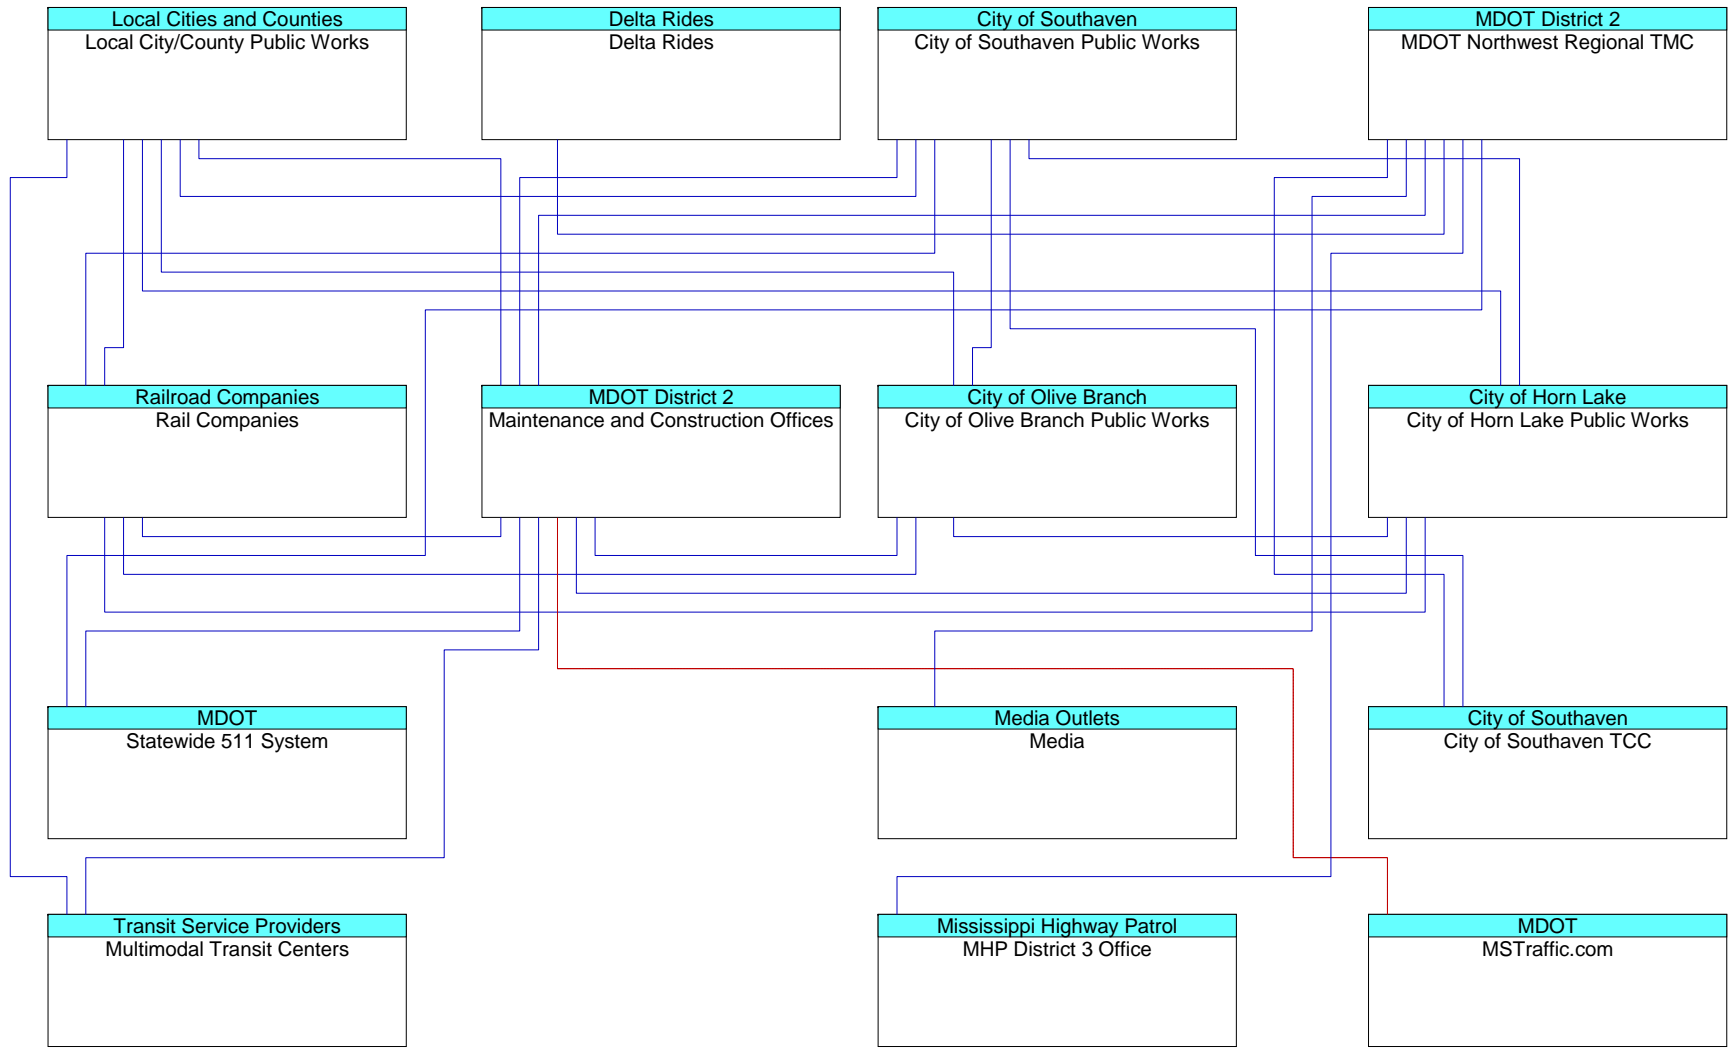 Local Cities and Counties
Local City/County Public Works
Delta Rides
Delta Rides
City of Southaven
City of Southaven Public Works
MDOT District 2
MDOT Northwest Regional TMC
Railroad Companies
Rail Companies
MDOT District 2
Maintenance and Construction Offices
City of Olive Branch
City of Olive Branch Public Works
City of Horn Lake
City of Horn Lake Public Works
MDOT
Statewide 511 System
Media Outlets
Media
City of Southaven
City of Southaven TCC
Transit Service Providers
Multimodal Transit Centers
Mississippi Highway Patrol
MHP District 3 Office
MDOT
MSTraffic.com